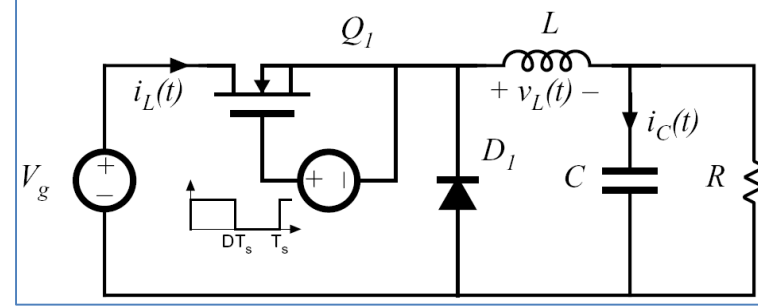 Q1
L
iL(t)
+ vL(t) −
iC(t)
Vg
+
−
+
−
D1
C
R
DTs
Ts